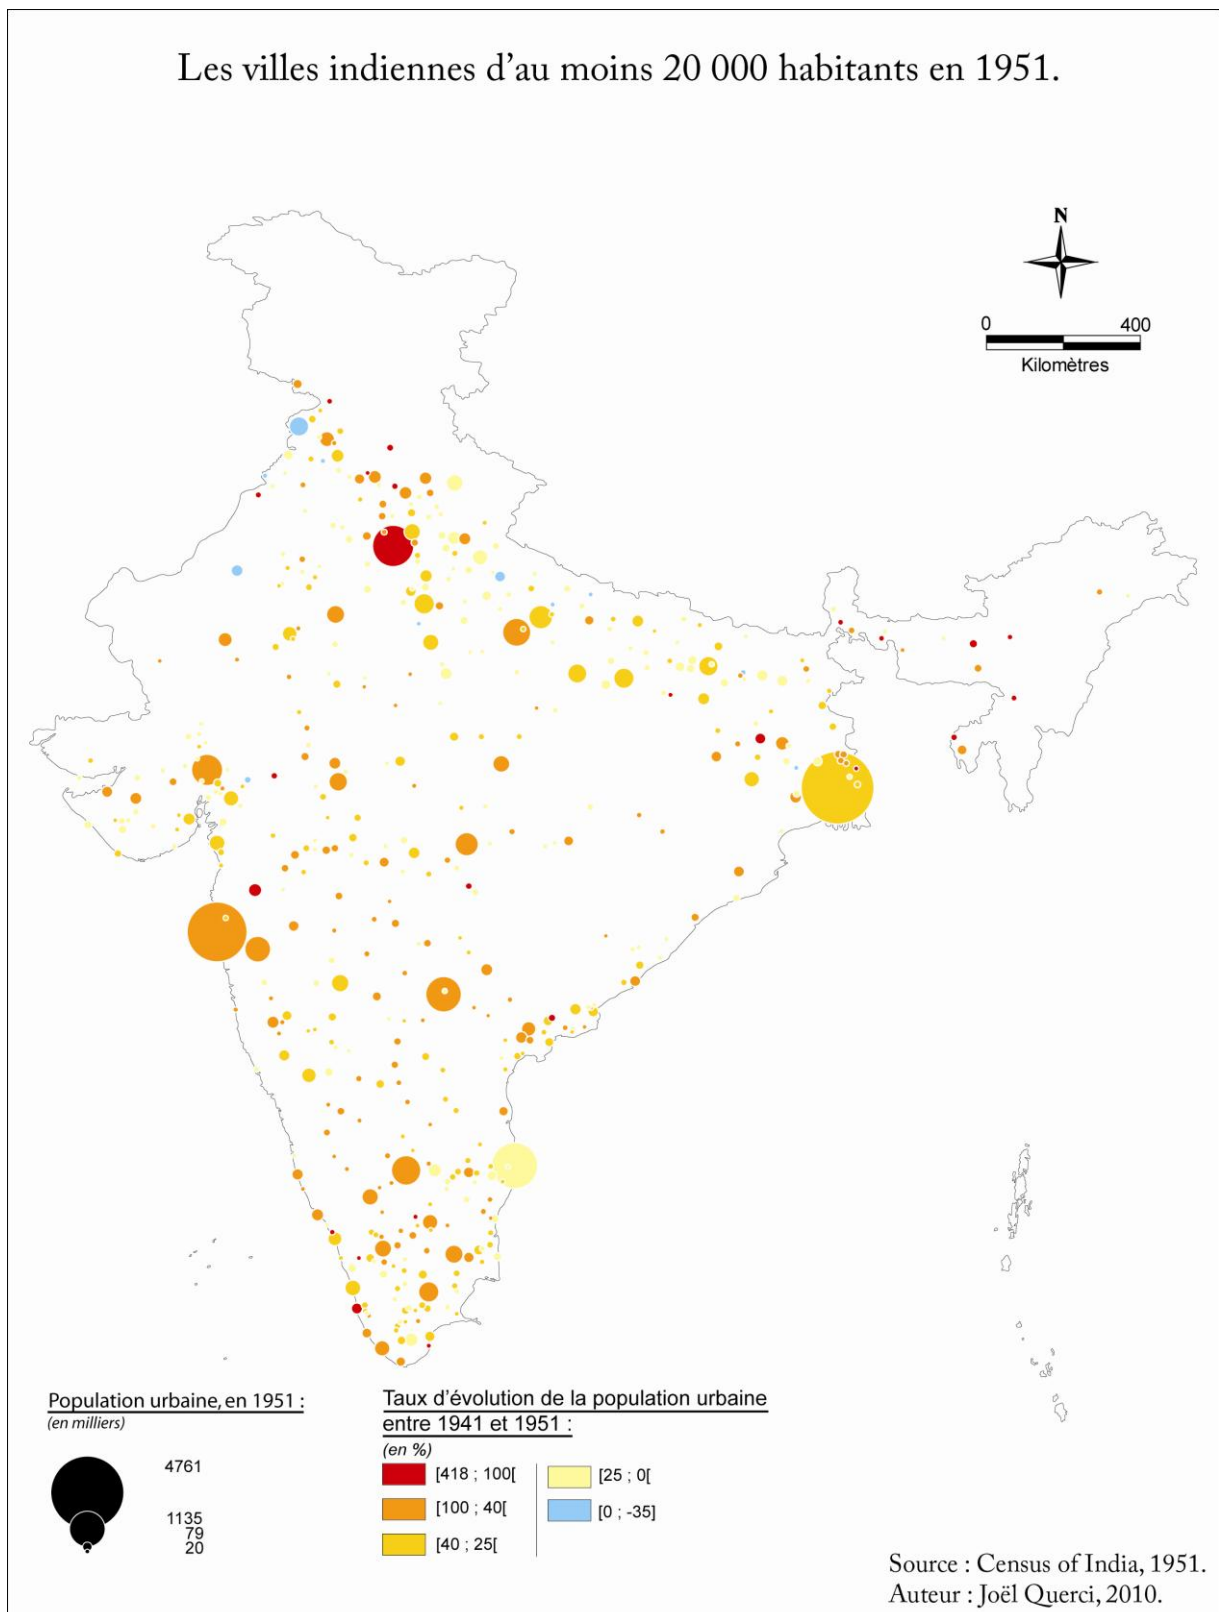 Les villes indiennes d'au moins 20 000 habitants en 1951.
N
0 400
Kilomètres
Population urbaine, en 1951 :
(en milliers)
4761
1135
79
20
Taux d'évolution de la population urbaine
entre 1941 et 1951 :
(en %)
[418 ; 100[
[100 ; 40[
[40 ; 25[
[25 ; 0[
[0 ; -35]
Source : Census of India, 1951.
Auteur : Joël Querci, 2010.